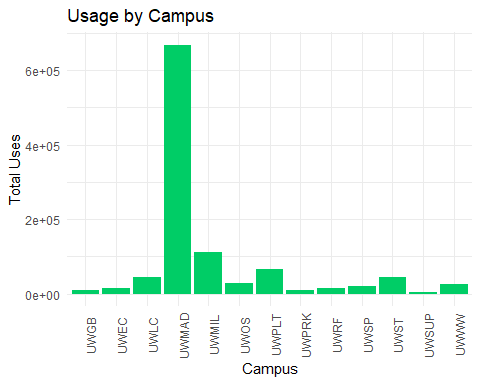 Usage by Campus
Total Uses
6e+05
4e+05
2e+05
0e+00
UWGB
UWEC
UWLC
UWMAD
UWMIL
UWOS
UWPLT
UWPRK
UWRF
UWSP
UWST
UWSUP
UWWW
Campus